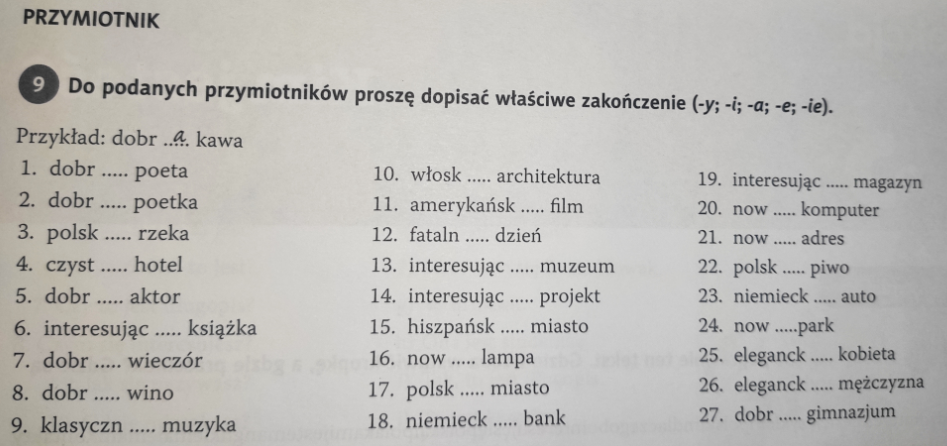 PRZYMIOTNIK
9 Do podanych przymiotników proszę dopisać właściwe zakończenie (-y; -i; -a; -e; -ie).
Przykład: dobr ..a.. kawa
1. dobr ..... poeta
2. dobr ..... poetka
3. polsk ..... rzeka
4. czyst ..... hotel
5. dobr ..... aktor
6. interesując ..... książka
7. dobr ..... wieczór
8. dobr ..... wino
9. klasyczn ..... muzyka
10. włosk ..... architektura
11. amerykańsk ..... film
12. fataln ..... dzień
13. interesując ..... muzeum
14. interesując ..... projekt
15. hiszpańsk ..... miasto
16. now ..... lampa
17. polsk ..... miasto
18. niemieck ..... bank
19. interesując ..... magazyn
20. now ..... komputer
21. now ..... adres
22. polsk ..... piwo
23. niemieck ..... auto
24. now .....park
25. eleganck ..... kobieta
26. eleganck ..... mężczyzna
27. dobr ..... gimnazjum